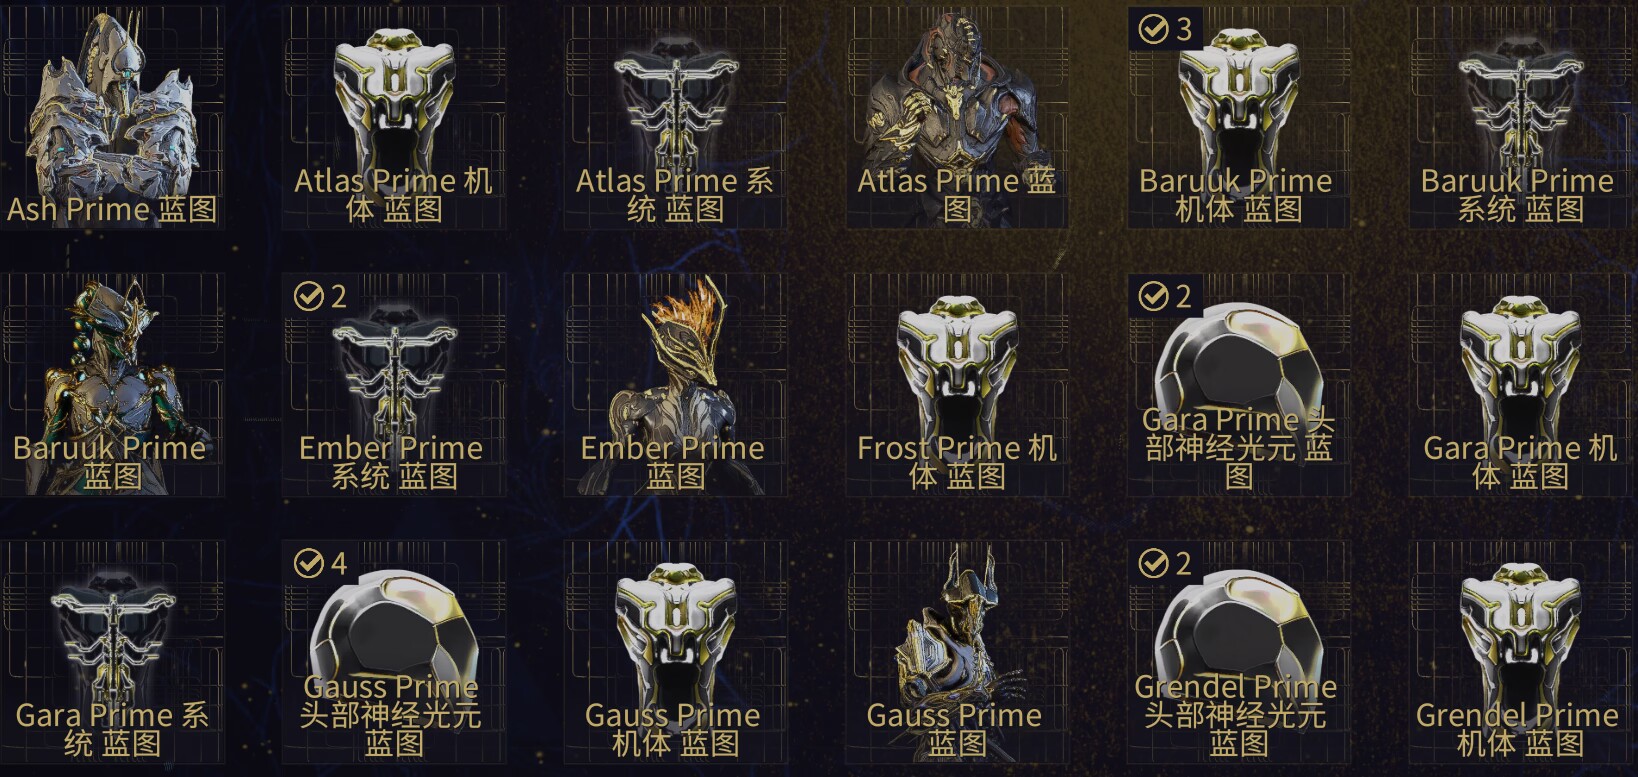 Ash Prime 蓝图
Atlas Prime 机
体 蓝图
Atlas Prime 系
统 蓝图
Atlas Prime 蓝
图
3
Baruuk Prime
机体 蓝图
Baruuk Prime
系统 蓝图
Baruuk Prime
蓝图
2
Ember Prime
系统 蓝图
Ember Prime
蓝图
Frost Prime 机
体 蓝图
2
Gara Prime 头
部神经光元 蓝
图
Gara Prime 机
体 蓝图
Gara Prime 系
统 蓝图
4
Gauss Prime
头部神经光元
蓝图
Gauss Prime
机体 蓝图
Gauss Prime
蓝图
2
Grendel Prime
头部神经光元
蓝图
Grendel Prime
机体 蓝图